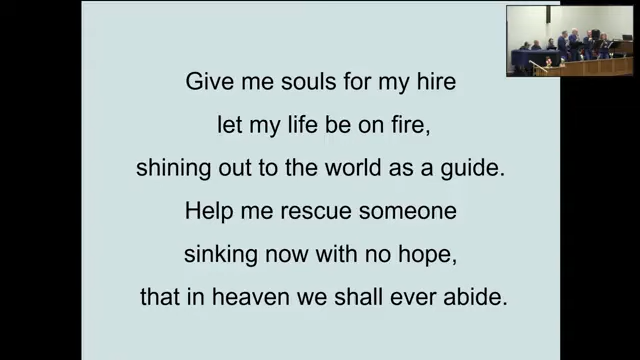 Give me souls for my hire
let my life be on fire,
shining out to the world as a guide.
Help me rescue someone
sinking now with no hope,
that in heaven we shall ever abide.